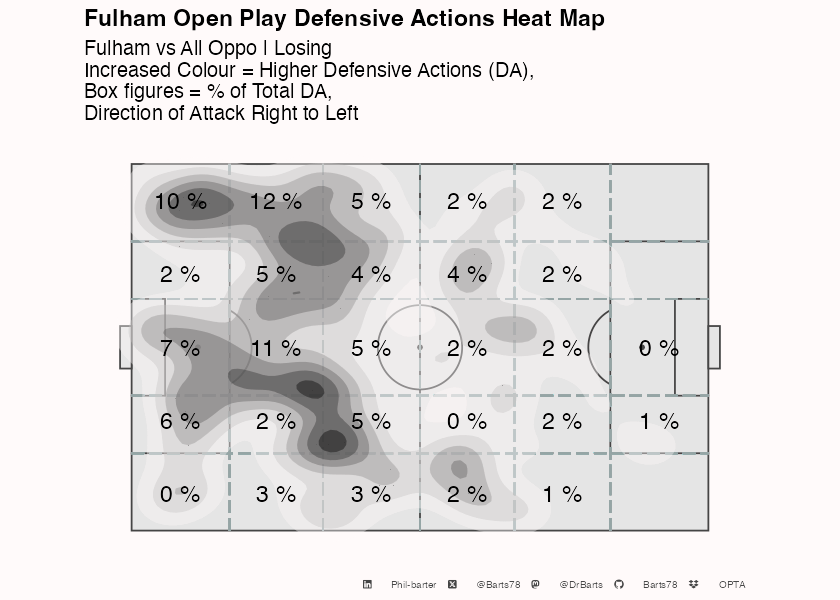 Fulham Open Play Defensive Actions Heat Map
Fulham vs All Oppo | Losing
Increased Colour = Higher Defensive Actions (DA),
Box figures = % of Total DA,
Direction of Attack Right to Left
10 % 12 % 5 % 2 % 2 %
2 % 5 % 4 % 4 % 2 %
7 % 11 % 5 % 2 % 2 % 0 %
6 % 2 % 5 % 0 % 2 % 1 %
0 % 3 % 3 % 2 % 1 %
Phil-barter @Barts78 @DrBarts Barts78 OPTA